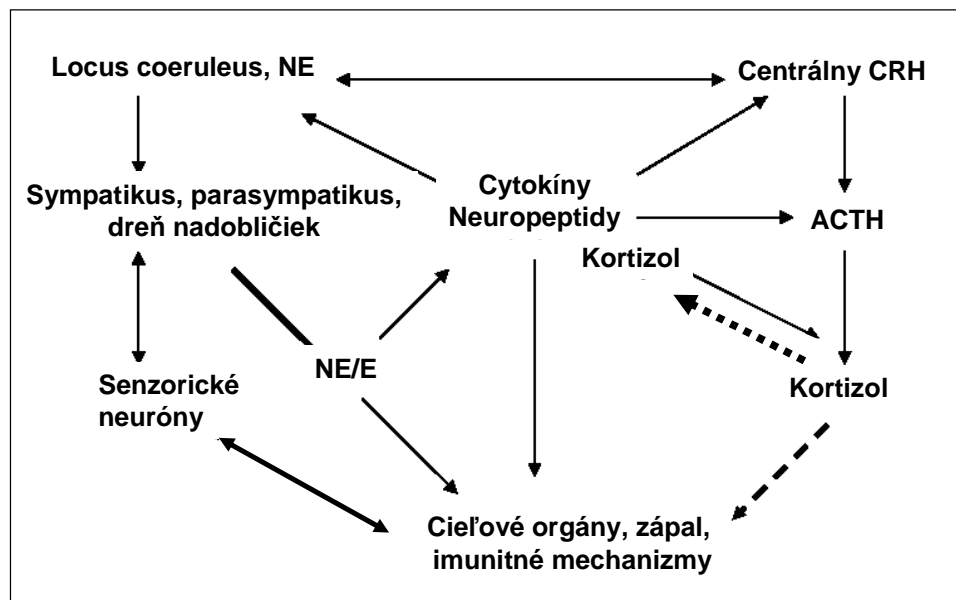 Locus coeruleus, NE
Centrálny CRH
Sympatikus, parasympatikus,
dreň nadobličiek
Cytokíny
Neuropeptidy
ACTH
Kortizol
NE/E
Senzorické
neuróny
Kortizol
Cieľové orgány, zápal,
imunitné mechanizmy